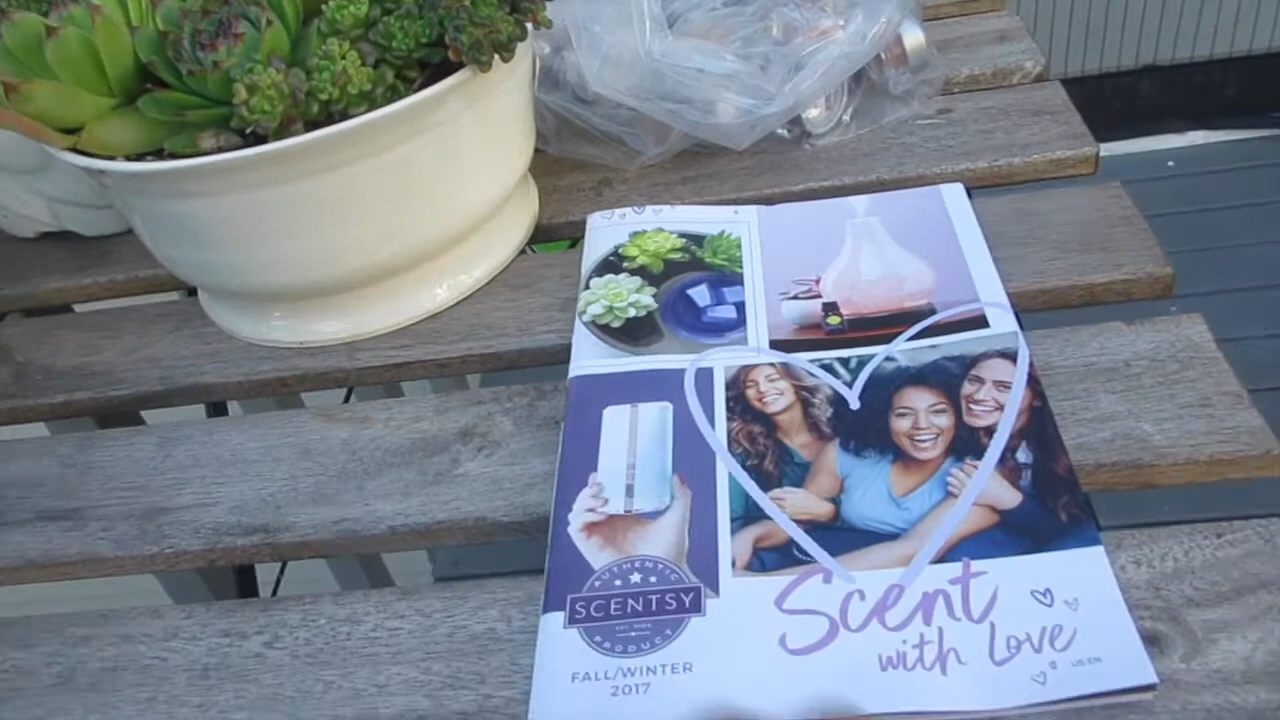 AUTHENTIC
SCENTSY
EST. 2004
PRODUCT
FALL/WINTER
2017
Scent
with Love
US EN